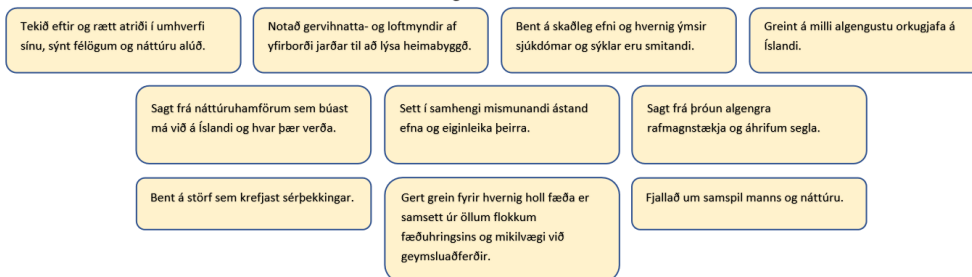 Tekið eftir og rætt atriði í umhverfi
sínu, sýnt félögum og náttúru alúð.
Notað gervihnatta- og loftmyndir af
yfirborði jarðar til að lýsa heimabyggð.
Bent á skaðleg efni og hvernig ýmsir
sjúkdómar og sýklar eru smitandi.
Greint á milli algengustu orkugjafa á
Íslandi.
Sagt frá náttúruhamförum sem búast
má við á Íslandi og hvar þær verða.
Sett í samhengi mismunandi ástand
efna og eiginleika þeirra.
Sagt frá þróun algengra
rafmagnstækja og áhrifum segla.
Bent á störf sem krefjast sérþekkingar.
Gert grein fyrir hvernig holl fæða er
samsett úr öllum flokkum
fæðuhringsins og mikilvægi við
geymsluaðferðir.
Fjallað um samspil manns og náttúru.